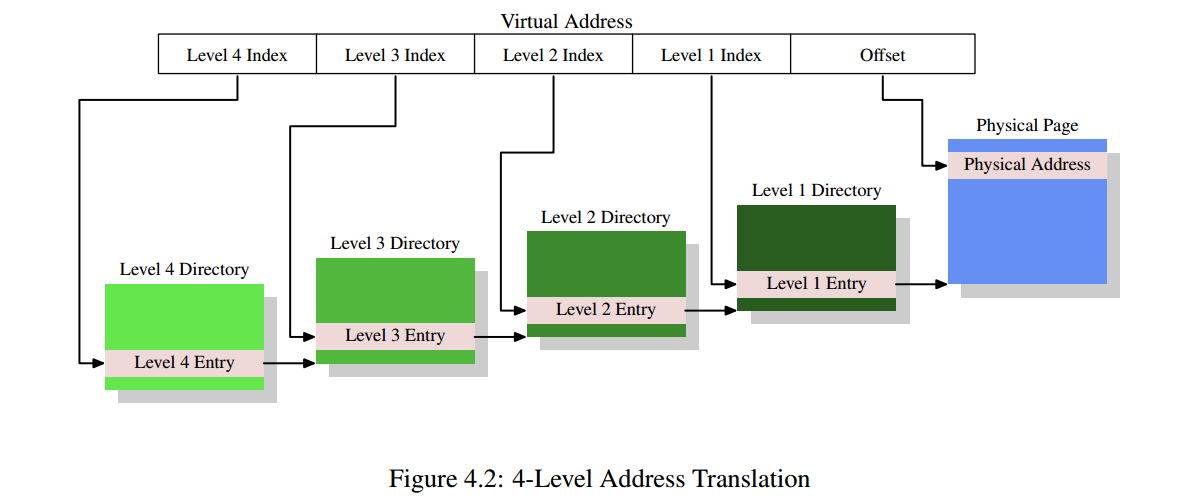 Virtual Address
Level 4 Index Level 3 Index Level 2 Index Level 1 Index Offset
Physical Page
Physical Address
Level 1 Directory
Level 1 Entry
Level 2 Directory
Level 2 Entry
Level 3 Directory
Level 3 Entry
Level 4 Directory
Level 4 Entry
Figure 4.2: 4-Level Address Translation